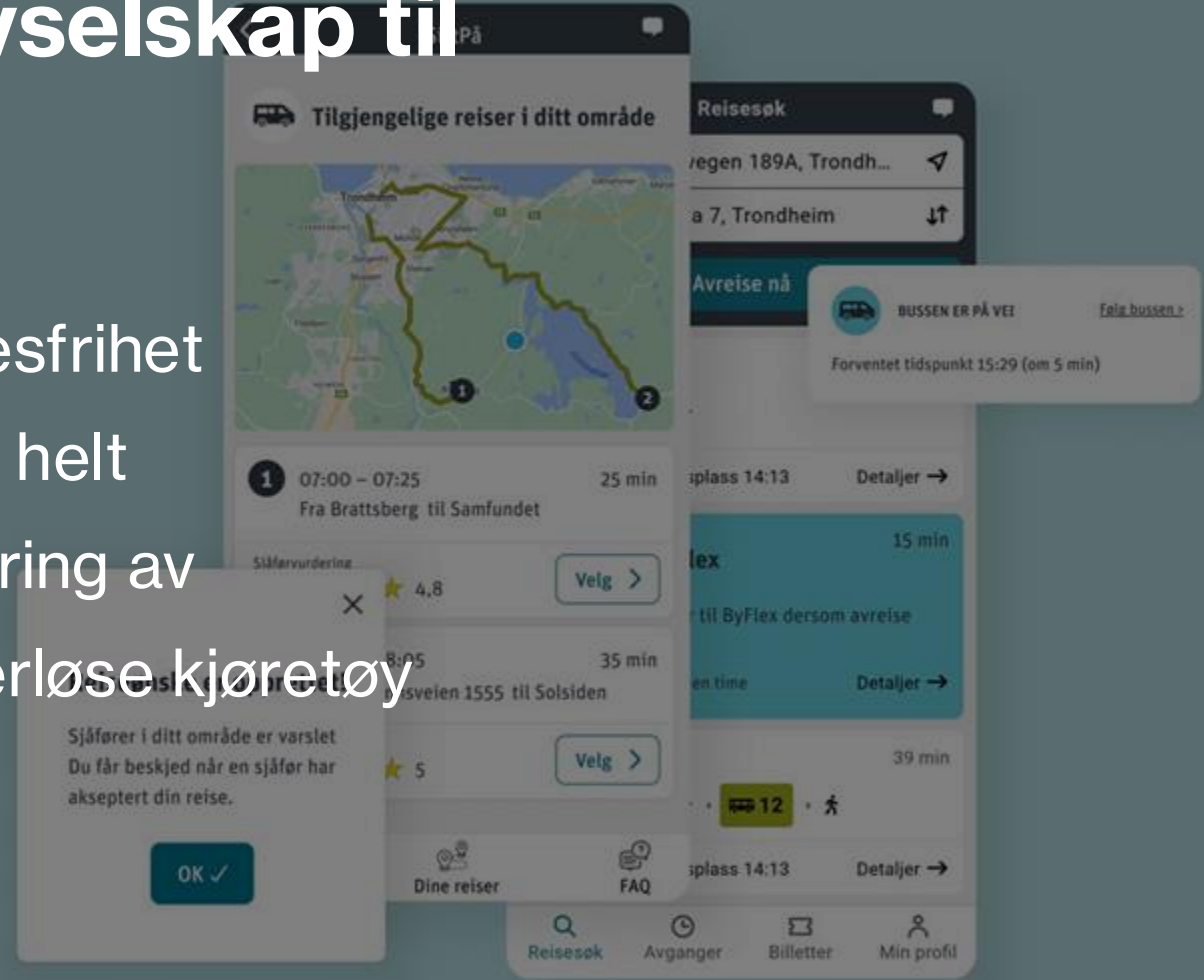 yselskap til
esfrihet
helt
ring av
erløse kjøretøy
Tilgjengelige reiser i ditt område
Trondheim
1
2
1 07:00 – 07:25 25 min
Fra Brattsberg til Samfundet
Sjåførvurdering
4.8 Velg >
8:05 35 min
sveien 1555 til Solsiden
5 Velg >
Dine reiser FAQ
Sjåfører i ditt område er varslet
Du får beskjed når en sjåfør har
akseptert din reise.
OK ✓
Reisesøk
vegen 189A, Trondh...
a 7, Trondheim
Avreise nå
BUSSEN ER PÅ VEI Følg bussen >
Forventet tidspunkt 15:29 (om 5 min)
splass 14:13 Detaljer →
15 min
lex
til ByFlex dersom avreise
en time Detaljer →
39 min
12
splass 14:13 Detaljer →
Reisesøk Avganger Billetter Min profil